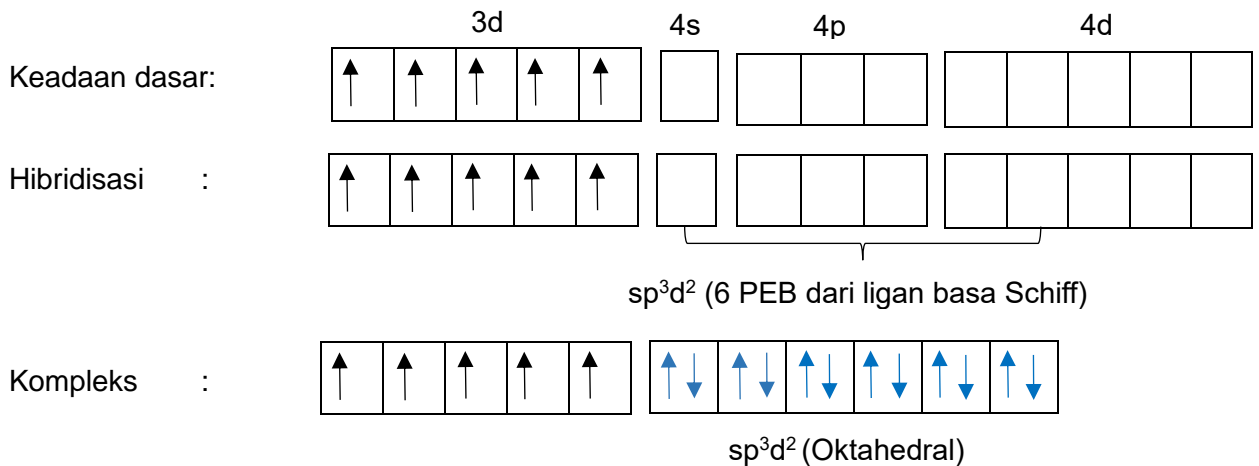 3d 4s 4p 4d
Keadaan dasar:
Hibridisasi :
sp³d² (6 PEB dari ligan basa Schiff)
Kompleks :
sp³d² (Oktahedral)